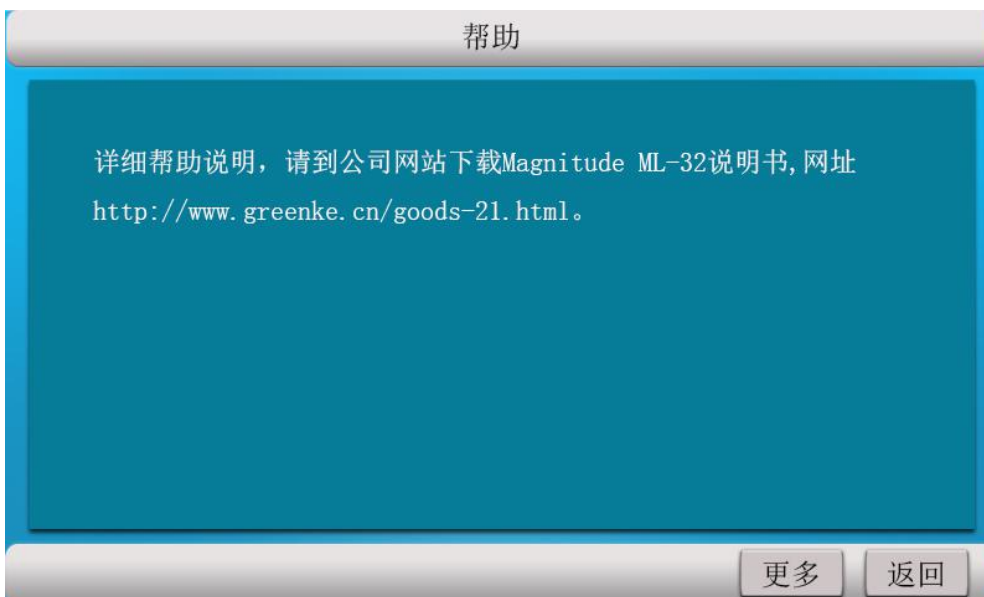 帮助
详细帮助说明，请到公司网站下载Magnitude ML-32说明书,网址
http://www.greenke.cn/goods-21.html。
更多
返回